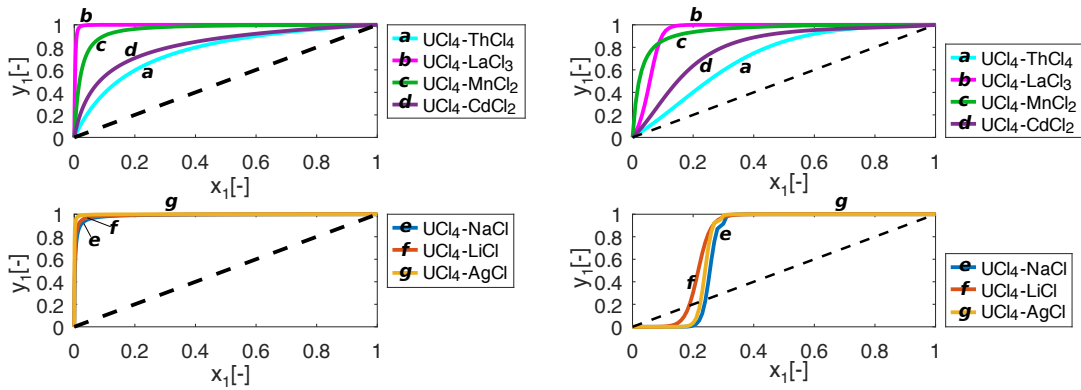 b
1
0.8
0.6
0.4
0.2
0
y1[-]
c
d
a
0 0.2 0.4 0.6 0.8 1
x1[-]
a UCl4-ThCl4
b UCl4-LaCl3
c UCl4-MnCl2
d UCl4-CdCl2
b
1
0.8
0.6
0.4
0.2
0
y1[-]
c
d
a
0 0.2 0.4 0.6 0.8 1
x1[-]
a UCl4-ThCl4
b UCl4-LaCl3
c UCl4-MnCl2
d UCl4-CdCl2
g
1
0.8
0.6
0.4
0.2
0
y1[-]
f
e
0 0.2 0.4 0.6 0.8 1
x1[-]
e UCl4-NaCl
f UCl4-LiCl
g UCl4-AgCl
g
1
0.8
0.6
0.4
0.2
0
y1[-]
e
f
0 0.2 0.4 0.6 0.8 1
x1[-]
e UCl4-NaCl
f UCl4-LiCl
g UCl4-AgCl